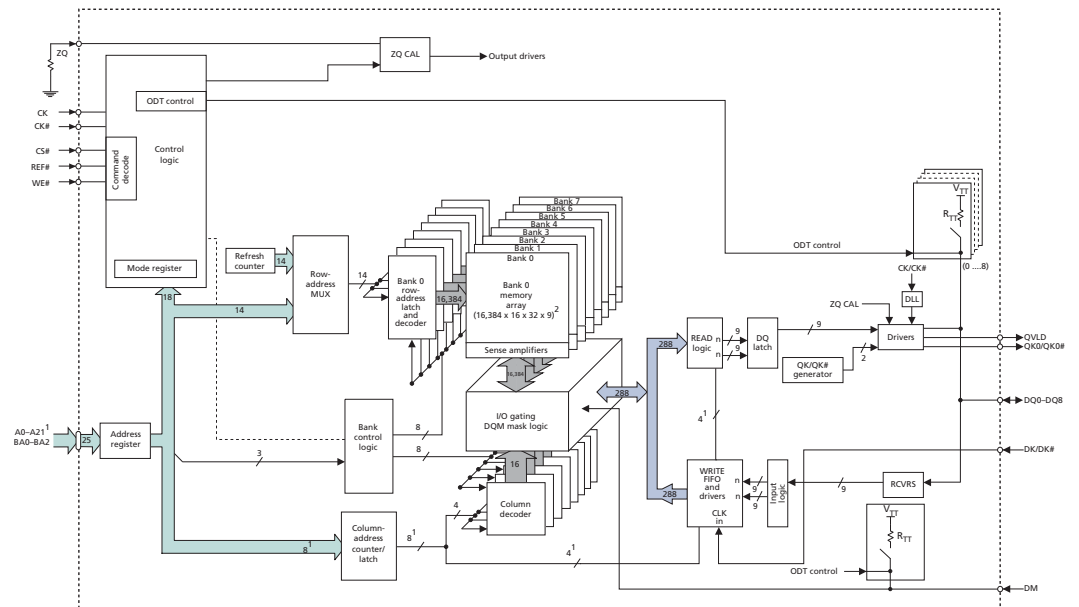 ZQ
ZQ CAL
Output drivers
ODT control
CK
CK#
CS#
REF#
WE#
Command decode
Control
logic
Mode register
Refresh
counter
14
Row-
address
MUX
14
Bank 0
row-
address
latch
and
decoder
16,384
Bank 7
Bank 6
Bank 5
Bank 4
Bank 3
Bank 2
Bank 1
Bank 0
Bank 0
memory
array
(16,384 x 16 x 32 x 9)2
Sense amplifiers
16,384
I/O gating
DQM mask logic
16
Column
decoder
18
14
A0–A211
BA0–BA2
25
Address
register
3
Bank
control
logic
8
8
Column-
address
counter/
latch
81
81
4
41
288
288
288
READ
logic
n
n
9
9
DQ
latch
9
41
QK/QK#
generator
2
ZQ CAL
CK/CK#
DLL
Drivers
ODT control
VTT
RTT
(0 ....8)
QVLD
QK0/QK0#
DQ0–DQ8
DK/DK#
WRITE
FIFO
and
drivers
CLK
in
n
n
9
9
Input
logic
9
RCVRS
VTT
RTT
ODT control
DM